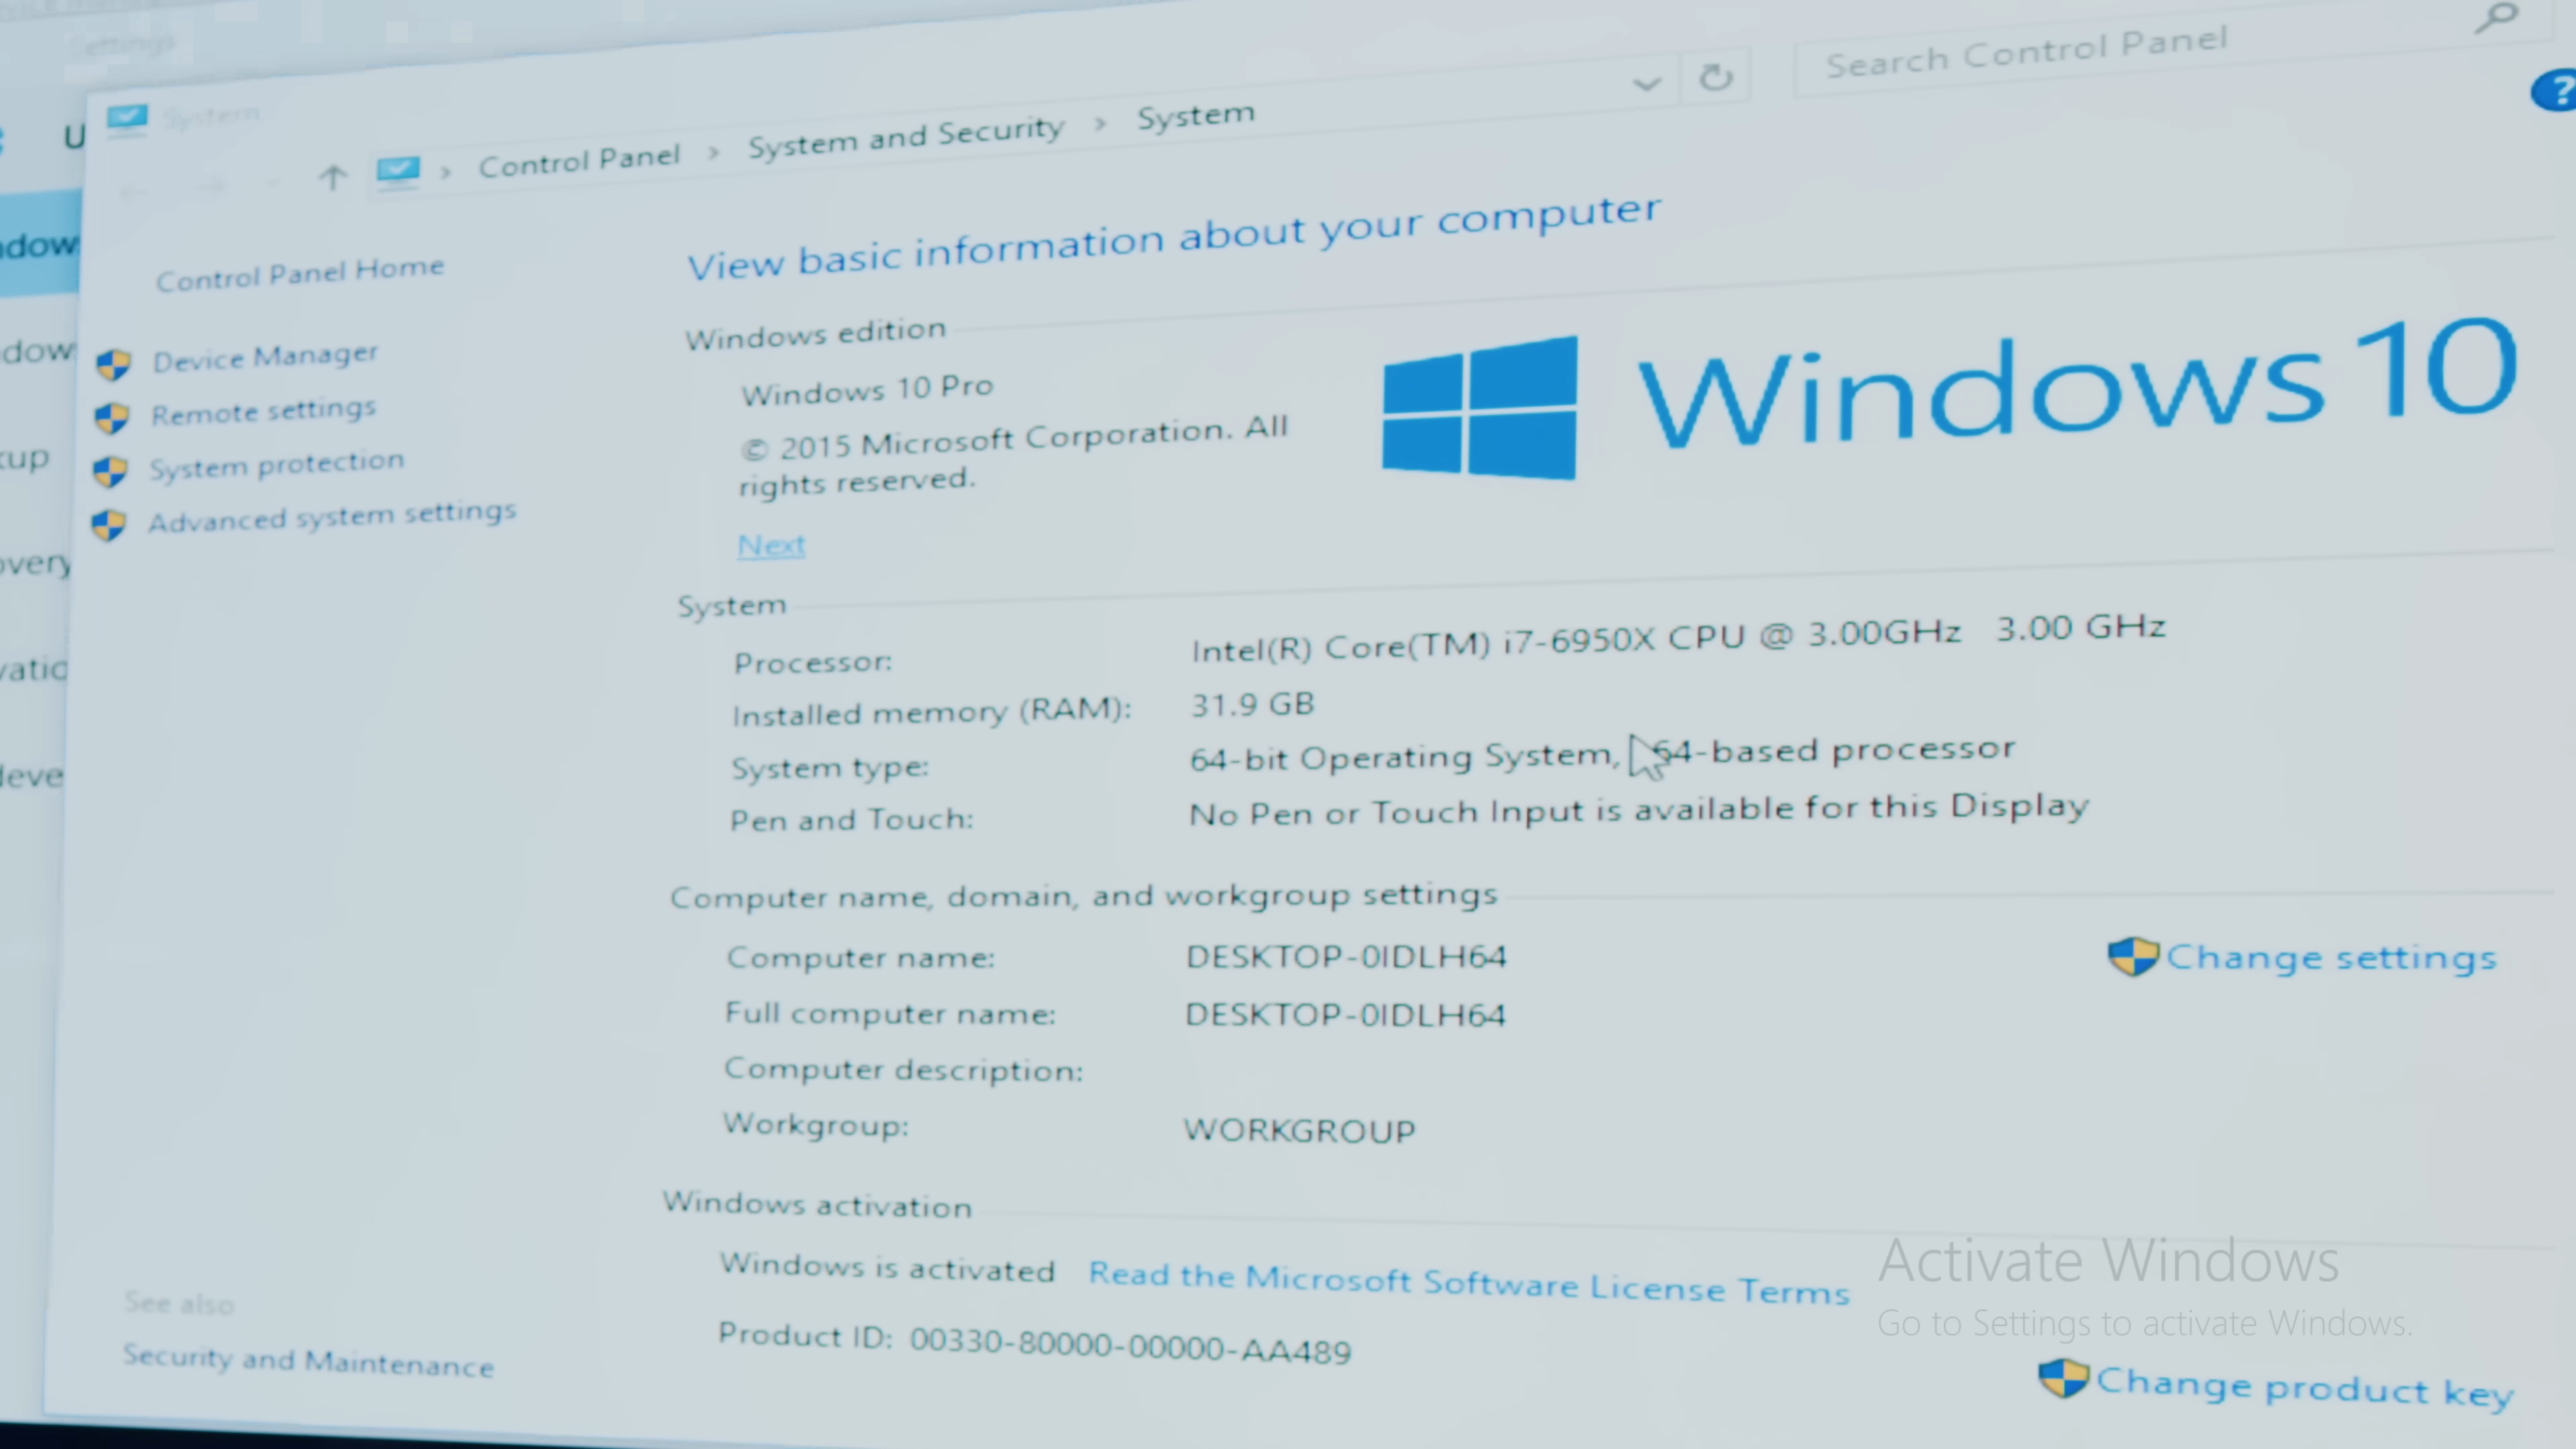 Settings
System
Control Panel › System and Security › System
Search Control Panel
?
U
View basic information about your computer
Control Panel Home
Device Manager
Remote settings
System protection
Advanced system settings
Windows edition
Windows 10 Pro
© 2015 Microsoft Corporation. All
rights reserved.
Next
Windows 10
System
Processor: Intel(R) Core(TM) i7-6950X CPU @ 3.00GHz 3.00 GHz
Installed memory (RAM): 31.9 GB
System type: 64-bit Operating System, 64-based processor
Pen and Touch: No Pen or Touch Input is available for this Display
Computer name, domain, and workgroup settings
Computer name: DESKTOP-0IDLH64
Change settings
Full computer name: DESKTOP-0IDLH64
Computer description:
Workgroup: WORKGROUP
Windows activation
Windows is activated Read the Microsoft Software License Terms
Product ID: 00330-80000-00000-AA489
Activate Windows
Go to Settings to activate Windows.
Change product key
See also
Security and Maintenance